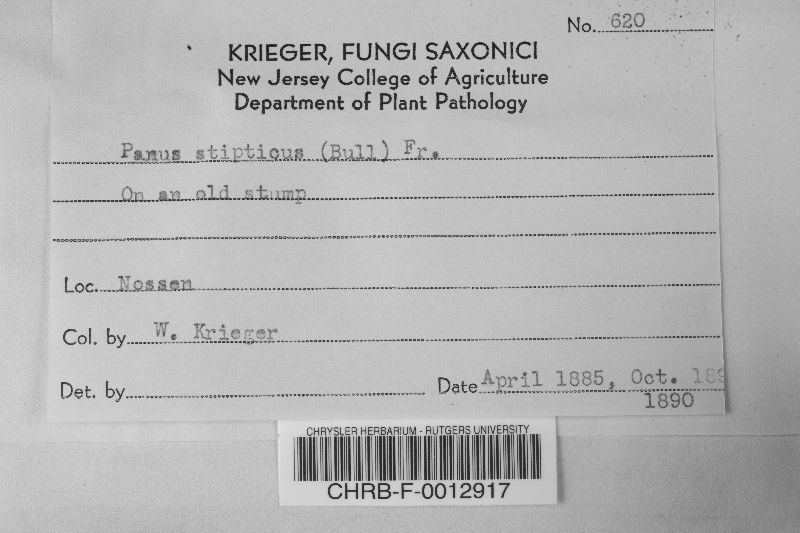 No. 620
KRIEGER, FUNGI SAXONICI
New Jersey College of Agriculture
Department of Plant Pathology
Panus stipticus (Bull) Fr.
On an old stump
Loc. Nossen
Col. by W. Krieger
Det. by
Date April 1885, Oct.
1890
CHRYSLER HERBARIUM - RUTGERS UNIVERSITY
CHRB-F-0012917